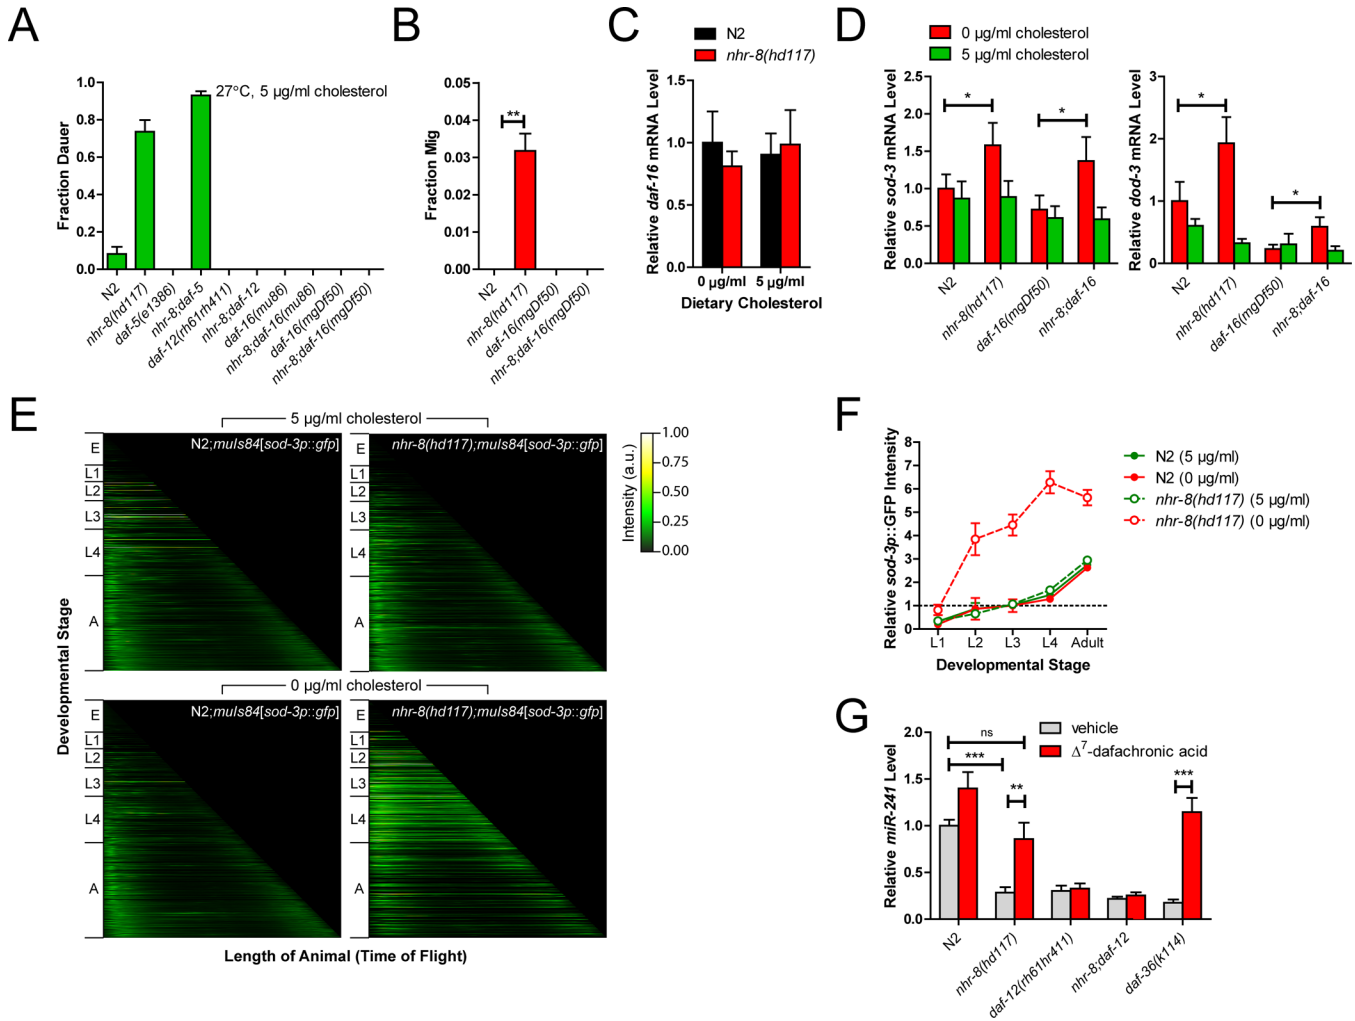 A
Fraction Dauer
1.0
0.8
0.6
0.4
0.2
0.0
27°C, 5 µg/ml cholesterol
N2
nhr-8(hd117)
daf-5(e1386)
nhr-8;daf-5
daf-12(rh61rh411)
nhr-8;daf-12
daf-16(mu86)
nhr-8;daf-16(mu86)
daf-16(mgDf50)
nhr-8;daf-16(mgDf50)
B
Fraction Mig
0.05
0.04
0.03
0.02
0.01
0.00
**
N2
nhr-8(hd117)
daf-16(mgDf50)
nhr-8;daf-16(mgDf50)
C
N2
nhr-8(hd117)
Relative daf-16 mRNA Level
1.5
1.0
0.5
0.0
0 µg/ml
5 µg/ml
Dietary Cholesterol
D
0 µg/ml cholesterol
5 µg/ml cholesterol
Relative sod-3 mRNA Level
2.5
2.0
1.5
1.0
0.5
0.0
*
*
N2
nhr-8(hd117)
daf-16(mgDf50)
nhr-8;daf-16
Relative dod-3 mRNA Level
3
2
1
0
*
*
N2
nhr-8(hd117)
daf-16(mgDf50)
nhr-8;daf-16
E
5 µg/ml cholesterol
N2;muIs84[sod-3p::gfp]
nhr-8(hd117);muIs84[sod-3p::gfp]
E
L1
L2
L3
L4
A
E
L1
L2
L3
L4
A
Intensity (a.u.)
1.00
0.75
0.50
0.25
0.00
0 µg/ml cholesterol
N2;muIs84[sod-3p::gfp]
nhr-8(hd117);muIs84[sod-3p::gfp]
E
L1
L2
L3
L4
A
E
L1
L2
L3
L4
A
Developmental Stage
Length of Animal (Time of Flight)
F
Relative sod-3p::GFP Intensity
8
7
6
5
4
3
2
1
0
L1
L2
L3
L4
Adult
Developmental Stage
N2 (5 µg/ml)
N2 (0 µg/ml)
nhr-8(hd117) (5 µg/ml)
nhr-8(hd117) (0 µg/ml)
G
vehicle
Δ7-dafachronic acid
Relative miR-241 Level
2.0
1.5
1.0
0.5
0.0
ns
***
**
***
N2
nhr-8(hd117)
daf-12(rh61hr411)
nhr-8;daf-12
daf-36(k114)